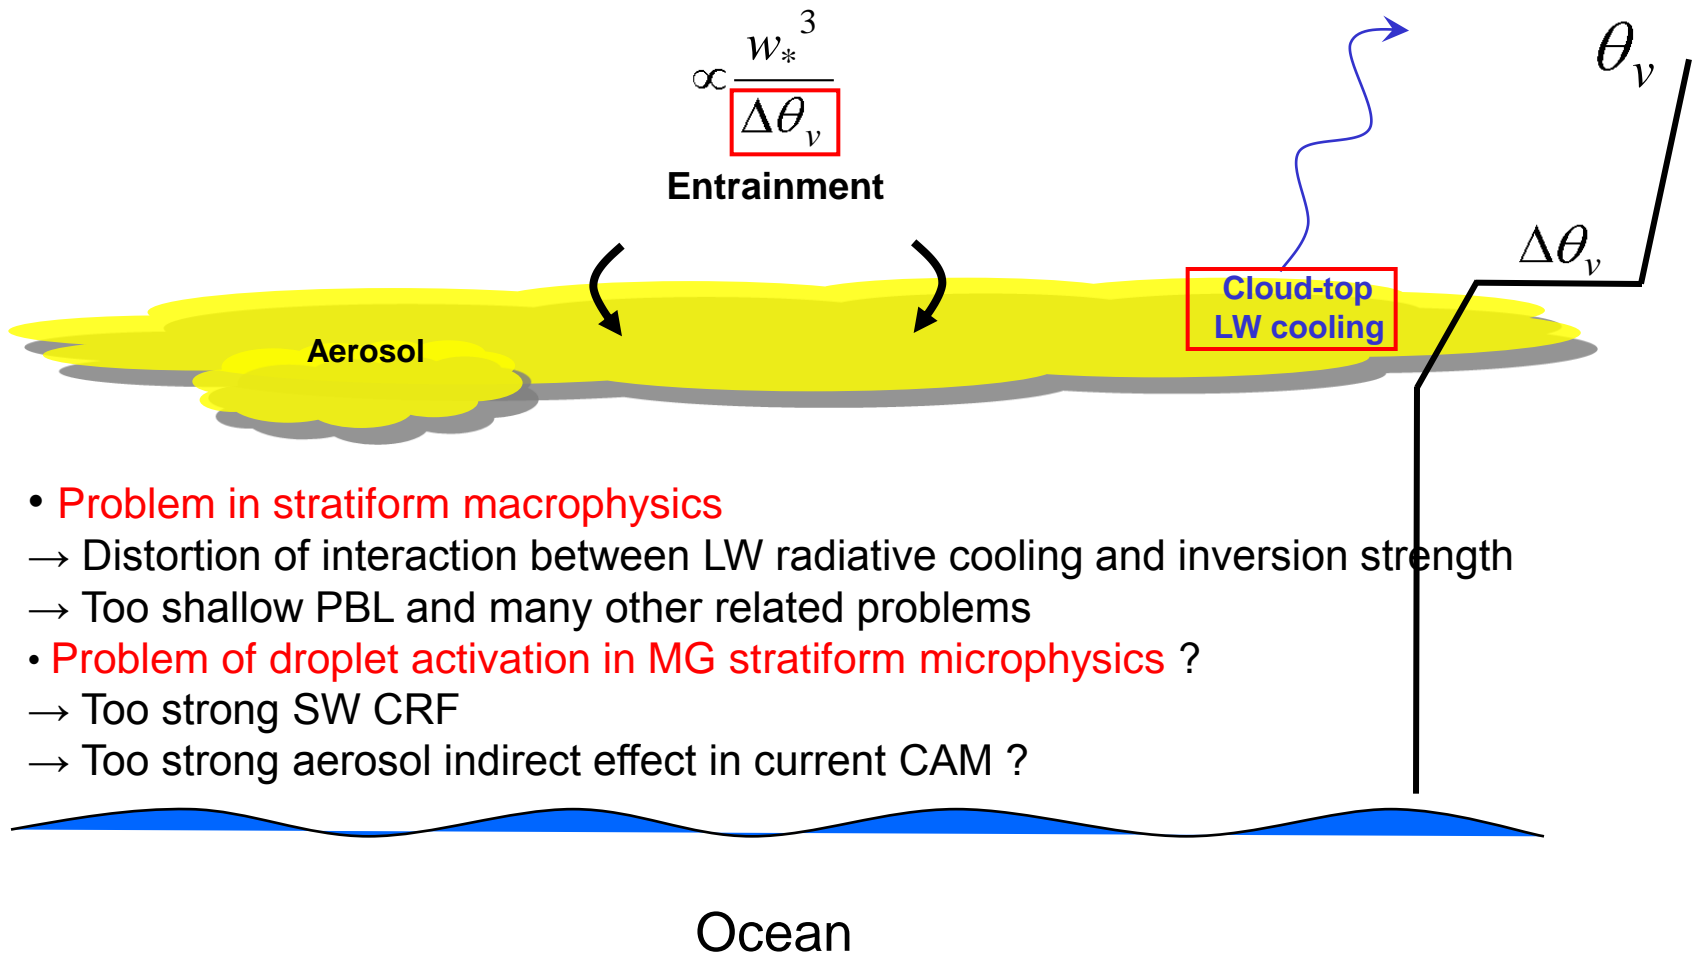 ∝ w*³ / Δθv
θv
Entrainment
Δθv
Cloud-top
LW cooling
Aerosol
• Problem in stratiform macrophysics
→ Distortion of interaction between LW radiative cooling and inversion strength
→ Too shallow PBL and many other related problems
• Problem of droplet activation in MG stratiform microphysics ?
→ Too strong SW CRF
→ Too strong aerosol indirect effect in current CAM ?
Ocean